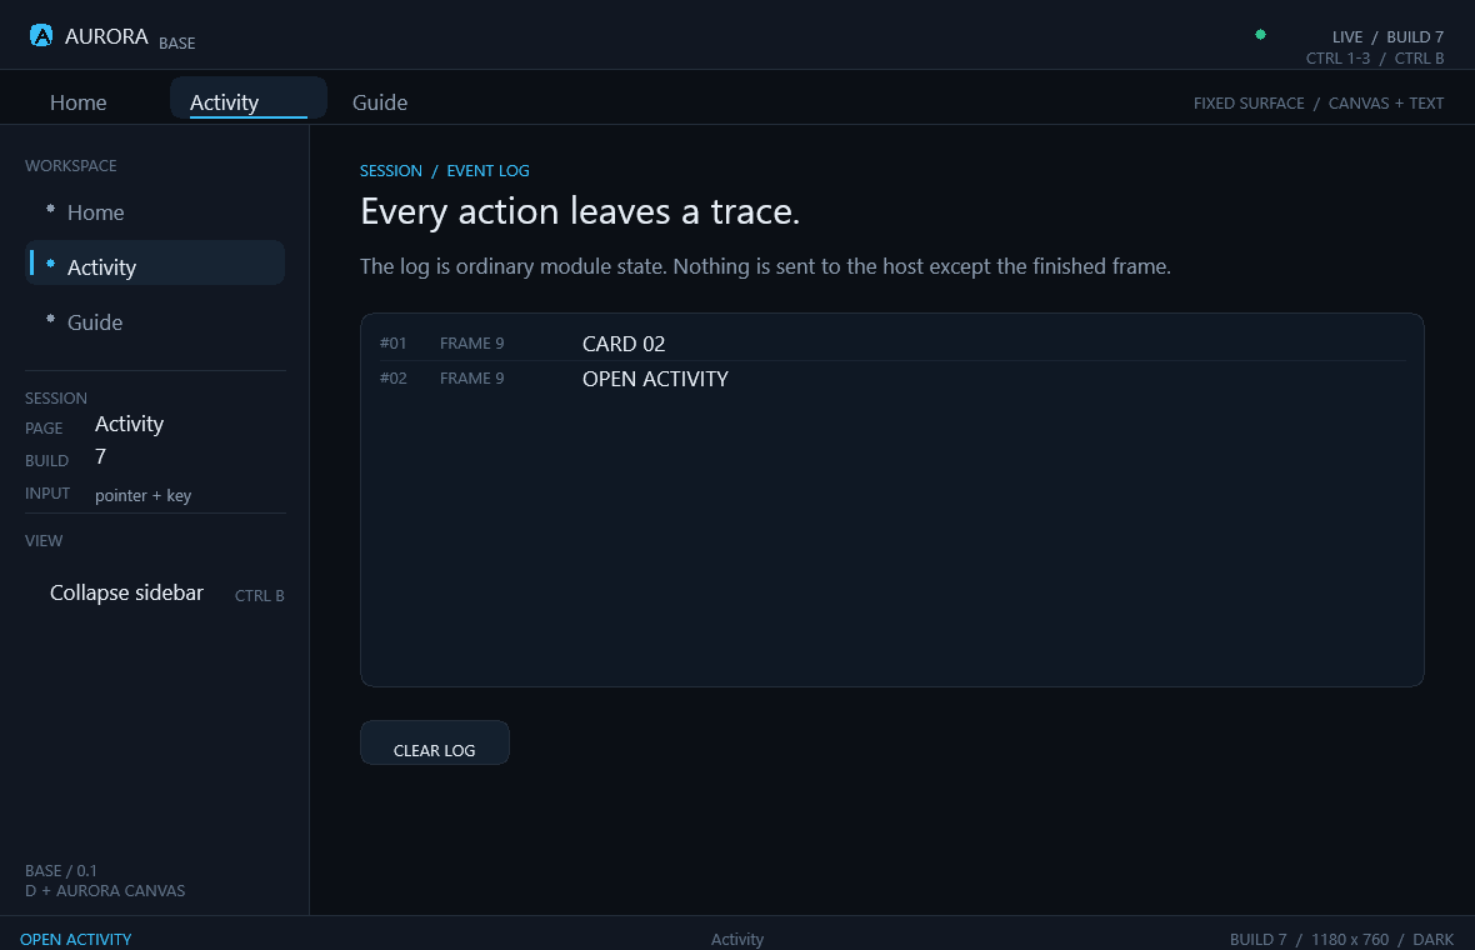 AURORA BASE
LIVE / BUILD 7
CTRL 1-3 / CTRL B
Home Activity Guide
FIXED SURFACE / CANVAS + TEXT
WORKSPACE
Home
Activity
Guide
SESSION
PAGE Activity
BUILD 7
INPUT pointer + key
VIEW
Collapse sidebar CTRL B
BASE / 0.1
D + AURORA CANVAS
SESSION / EVENT LOG
Every action leaves a trace.
The log is ordinary module state. Nothing is sent to the host except the finished frame.
#01 FRAME 9 CARD 02
#02 FRAME 9 OPEN ACTIVITY
CLEAR LOG
OPEN ACTIVITY
Activity
BUILD 7 / 1180 x 760 / DARK